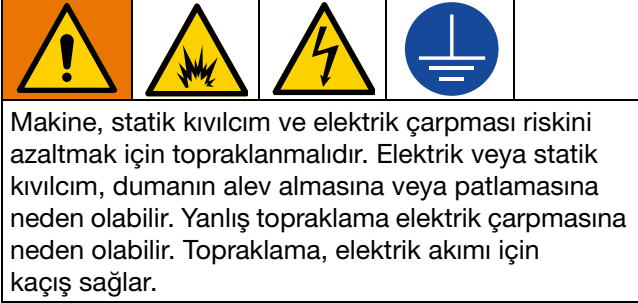 Makine, statik kıvılcım ve elektrik çarpması riskini
azaltmak için topraklanmalıdır. Elektrik veya statik
kıvılcım, dumanın alev almasına veya patlamasına
neden olabilir. Yanlış topraklama elektrik çarpmasına
neden olabilir. Topraklama, elektrik akımı için
kaçış sağlar.